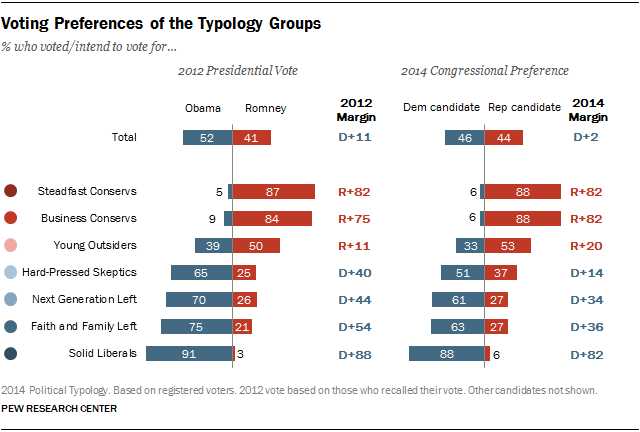 Voting Preferences of the Typology Groups
% who voted/intend to vote for...
2012 Presidential Vote 2014 Congressional Preference
Obama Romney 2012 Margin Dem candidate Rep candidate 2014 Margin
Total 52 41 D+11 46 44 D+2
Steadfast Conservs 5 87 R+82 6 88 R+82
Business Conservs 9 84 R+75 6 88 R+82
Young Outsiders 39 50 R+11 33 53 R+20
Hard-Pressed Skeptics 65 25 D+40 51 37 D+14
Next Generation Left 70 26 D+44 61 27 D+34
Faith and Family Left 75 21 D+54 63 27 D+36
Solid Liberals 91 3 D+88 88 6 D+82
2014 Political Typology. Based on registered voters. 2012 vote based on those who recalled their vote. Other candidates not shown.
PEW RESEARCH CENTER